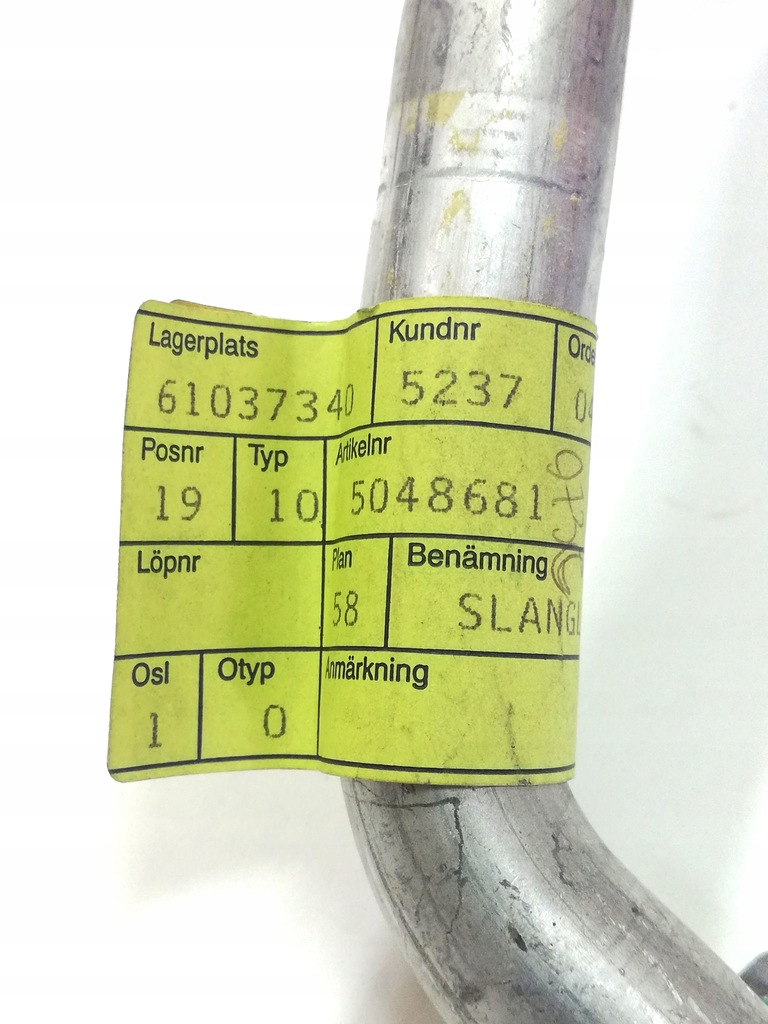 Lagerplats Kundnr
61037340 5237
Posnr Typ Artikelnr
19 10 5048681
Löpnr Plan Benämning
58 SLANG
Osl Otyp Anmärkning
1 0